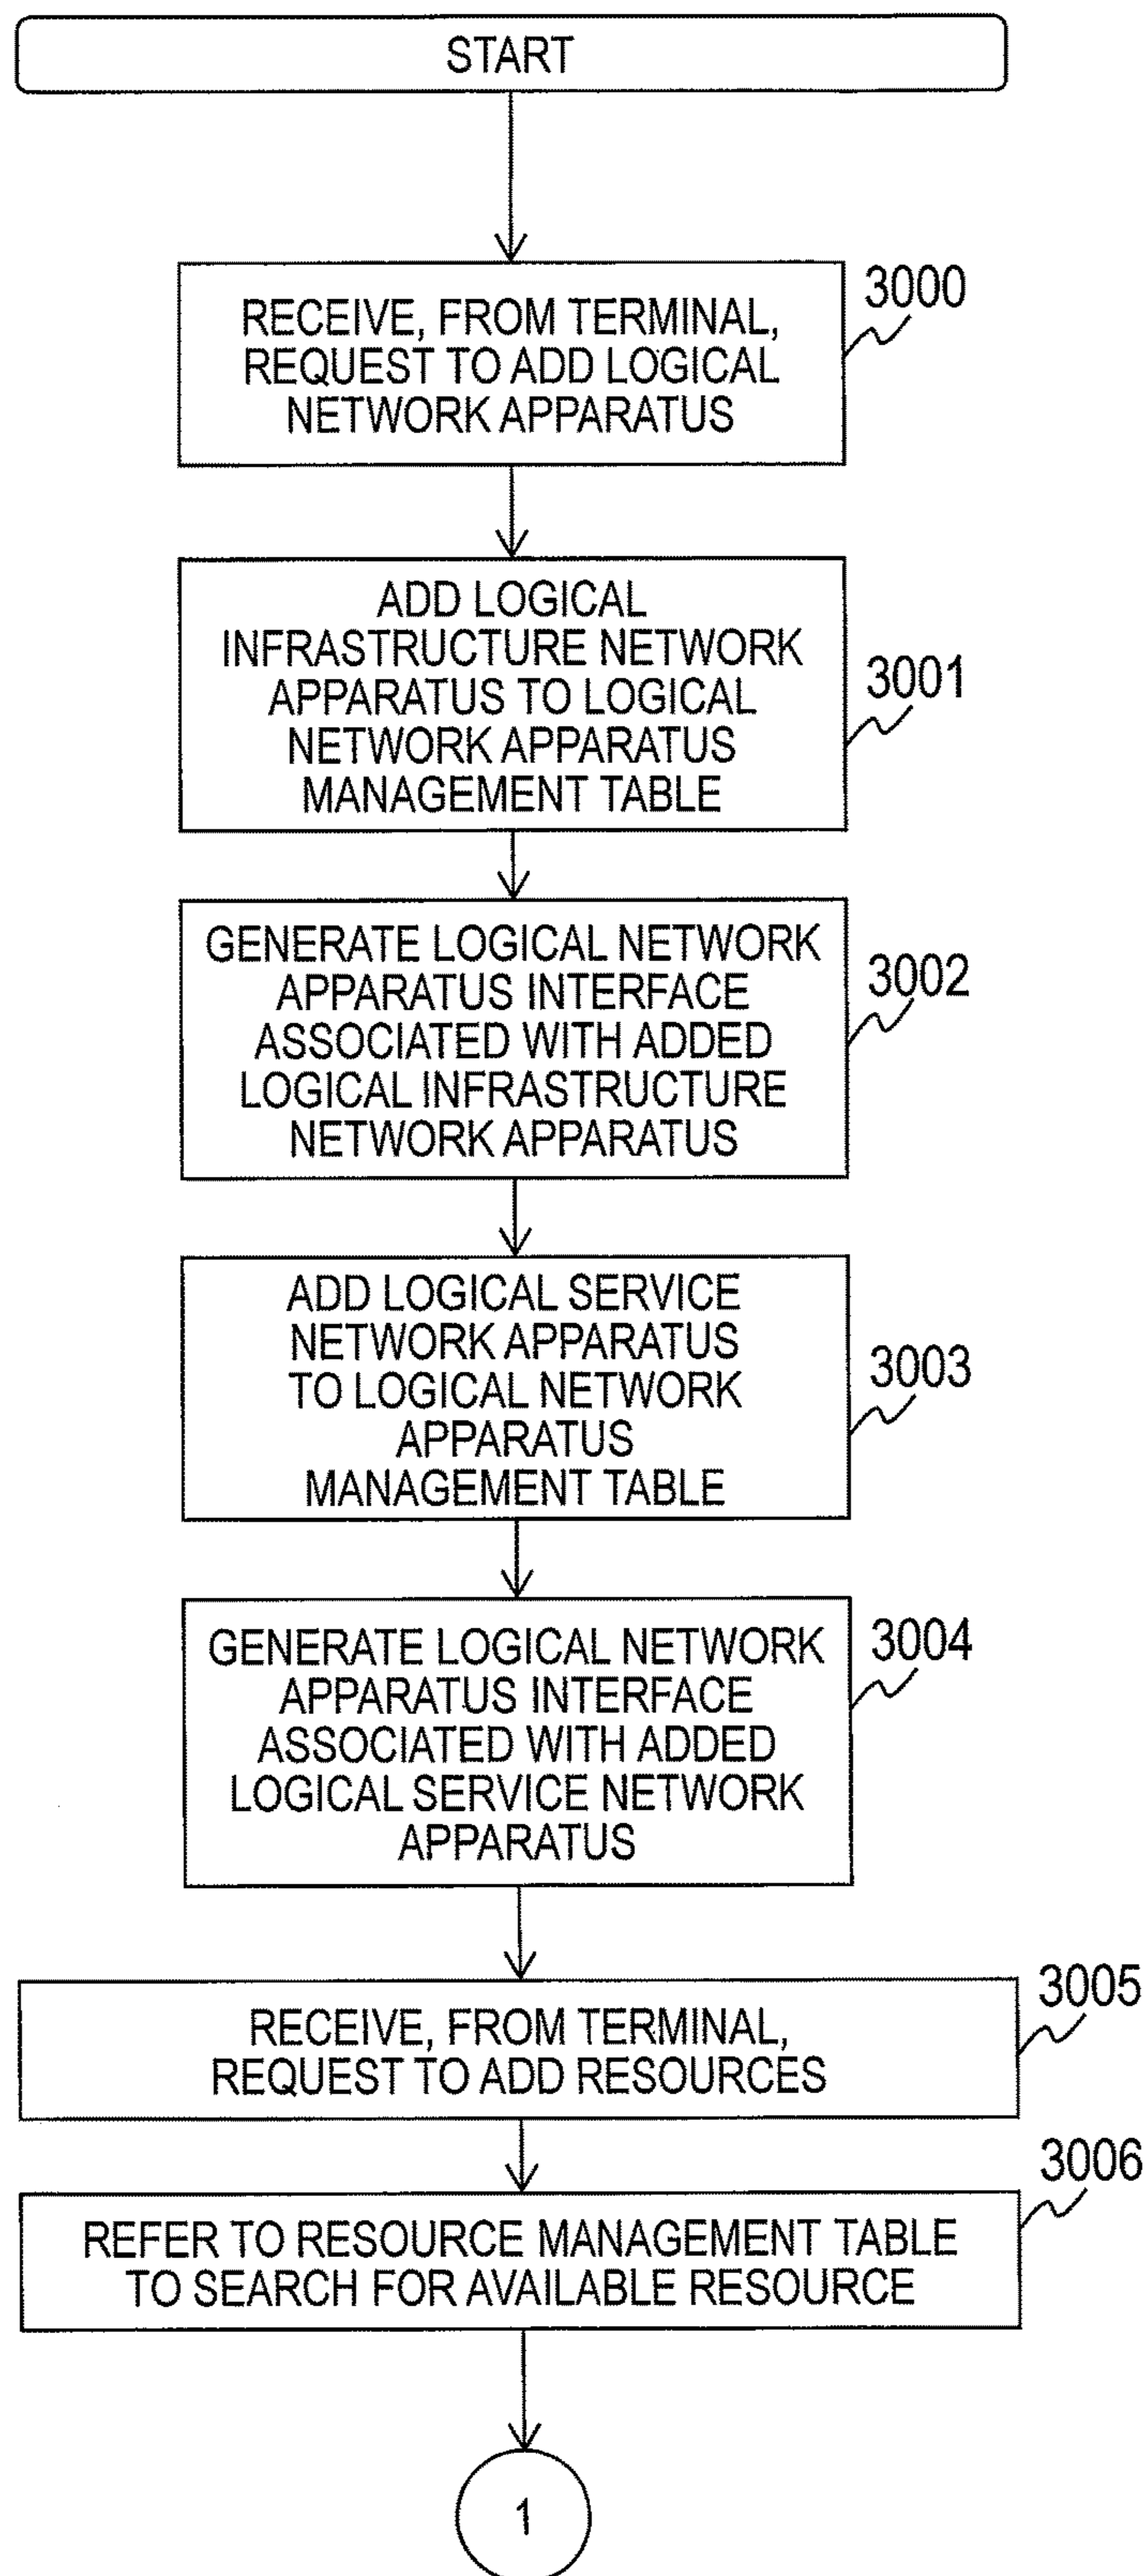 START
3000
RECEIVE, FROM TERMINAL,
REQUEST TO ADD LOGICAL
NETWORK APPARATUS
ADD LOGICAL
INFRASTRUCTURE NETWORK
APPARATUS TO LOGICAL
NETWORK APPARATUS
MANAGEMENT TABLE
3001
GENERATE LOGICAL NETWORK
APPARATUS INTERFACE
ASSOCIATED WITH ADDED
LOGICAL INFRASTRUCTURE
NETWORK APPARATUS
3002
ADD LOGICAL SERVICE
NETWORK APPARATUS
TO LOGICAL NETWORK
APPARATUS
MANAGEMENT TABLE
3003
GENERATE LOGICAL NETWORK
APPARATUS INTERFACE
ASSOCIATED WITH ADDED
LOGICAL SERVICE NETWORK
APPARATUS
3004
RECEIVE, FROM TERMINAL,
REQUEST TO ADD RESOURCES
3005
REFER TO RESOURCE MANAGEMENT TABLE
TO SEARCH FOR AVAILABLE RESOURCE
3006
1